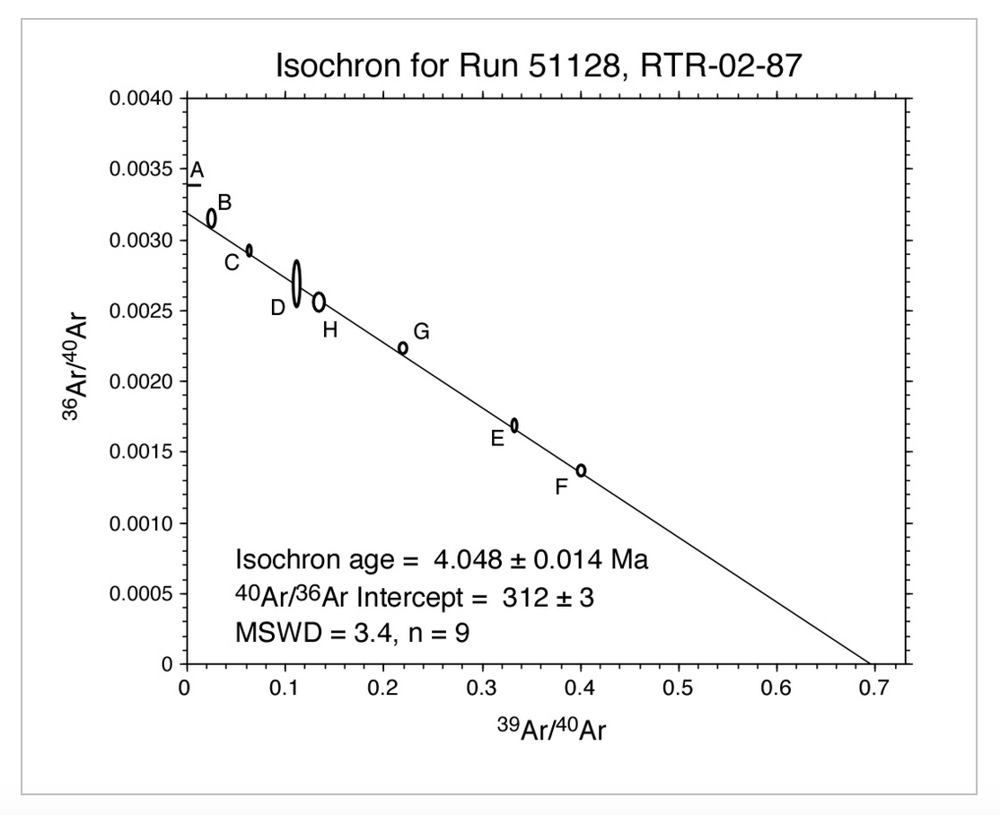 Isochron for Run 51128, RTR-02-87
0.0040
0.0035
0.0030
0.0025
0.0020
0.0015
0.0010
0.0005
0
³⁶Ar/⁴⁰Ar
A
B
C
D
H
G
E
F
Isochron age = 4.048 ± 0.014 Ma
⁴⁰Ar/³⁶Ar Intercept = 312 ± 3
MSWD = 3.4, n = 9
0 0.1 0.2 0.3 0.4 0.5 0.6 0.7
³⁹Ar/⁴⁰Ar